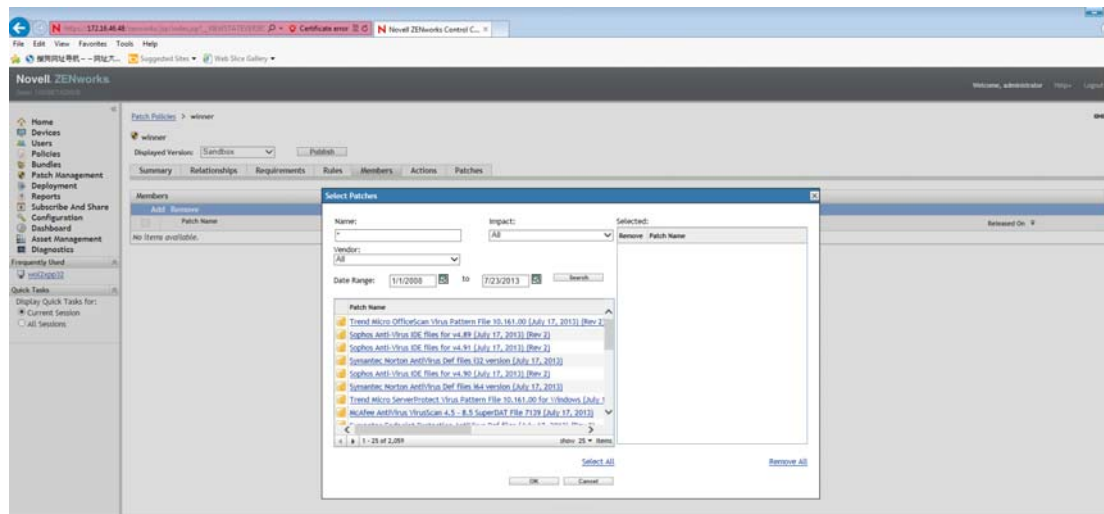 172.16.46.46
Certificate error
Novell ZENworks Control C...
File Edit View Favorites Tools Help
Suggested Sites
Web Slice Gallery
Novell ZENworks
Welcome, administrator
Logout
Home
Devices
Users
Policies
Bundles
Patch Management
Deployment
Reports
Subscribe And Share
Configuration
Dashboard
Asset Management
Diagnostics
Frequently Used
Quick Tasks
Display Quick Tasks for:
Current Session
All Sessions
Patch Policies > winner
winner
Displayed Version: Sandbox Publish
Summary Relationships Requirements Rules Members Actions Patches
Members
Add Remove
Patch Name
Released On
No items available.
Select Patches
Name:
*
Impact:
All
Vendor:
All
Date Range: 1/1/2008 to 7/23/2013 Search
Patch Name
Trend Micro OfficeScan Virus Pattern File 10.161.00 (July 17, 2013) (Rev 2)
Sophos Anti-Virus IDE files for v4.89 (July 17, 2013) (Rev 2)
Sophos Anti-Virus IDE files for v4.91 (July 17, 2013) (Rev 2)
Symantec Norton AntiVirus Def files i32 version (July 17, 2013)
Sophos Anti-Virus IDE files for v4.90 (July 17, 2013) (Rev 2)
Symantec Norton AntiVirus Def files i64 version (July 17, 2013)
Trend Micro ServerProtect Virus Pattern File 10.161.00 for Windows (July 1
McAfee AntiVirus VirusScan 4.5 - 8.5 SuperDAT File 7139 (July 17, 2013)
1 - 25 of 2,059
show 25 items
Select All
Selected:
Remove Patch Name
Remove All
OK Cancel